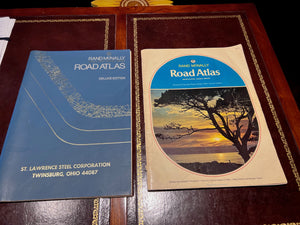 RAND McNALLY
ROAD ATLAS
DELUXE EDITION
ST. LAWRENCE STEEL CORPORATION
TWINSBURG, OHIO 44087
RAND McNALLY
Road Atlas